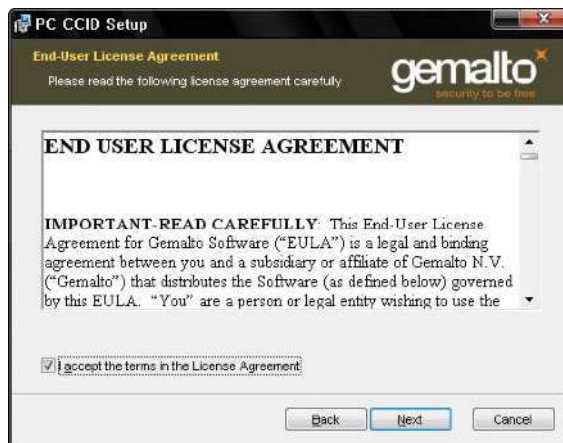 PC CCID Setup
End-User License Agreement
Please read the following license agreement carefully
gemalto
security to be free
END USER LICENSE AGREEMENT
IMPORTANT-READ CAREFULLY: This End-User License
Agreement for Gemalto Software (“EULA”) is a legal and binding
agreement between you and a subsidiary or affiliate of Gemalto N.V.
(“Gemalto”) that distributes the Software (as defined below) governed
by this EULA. “You” are a person or legal entity wishing to use the
I accept the terms in the License Agreement
Back Next Cancel